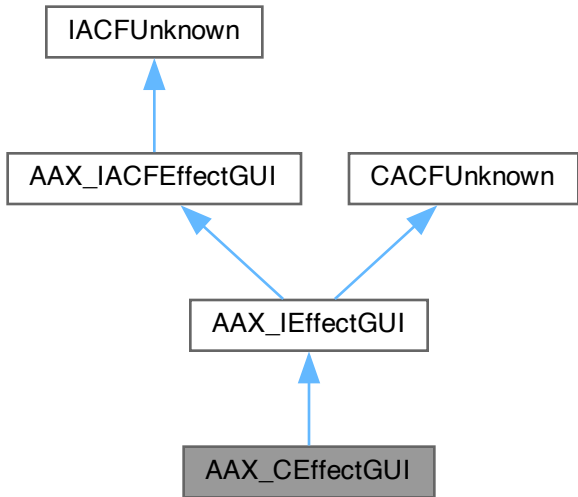 IACFUnknown
AAX_IACFEffectGUI
CACFUnknown
AAX_IEffectGUI
AAX_CEffectGUI